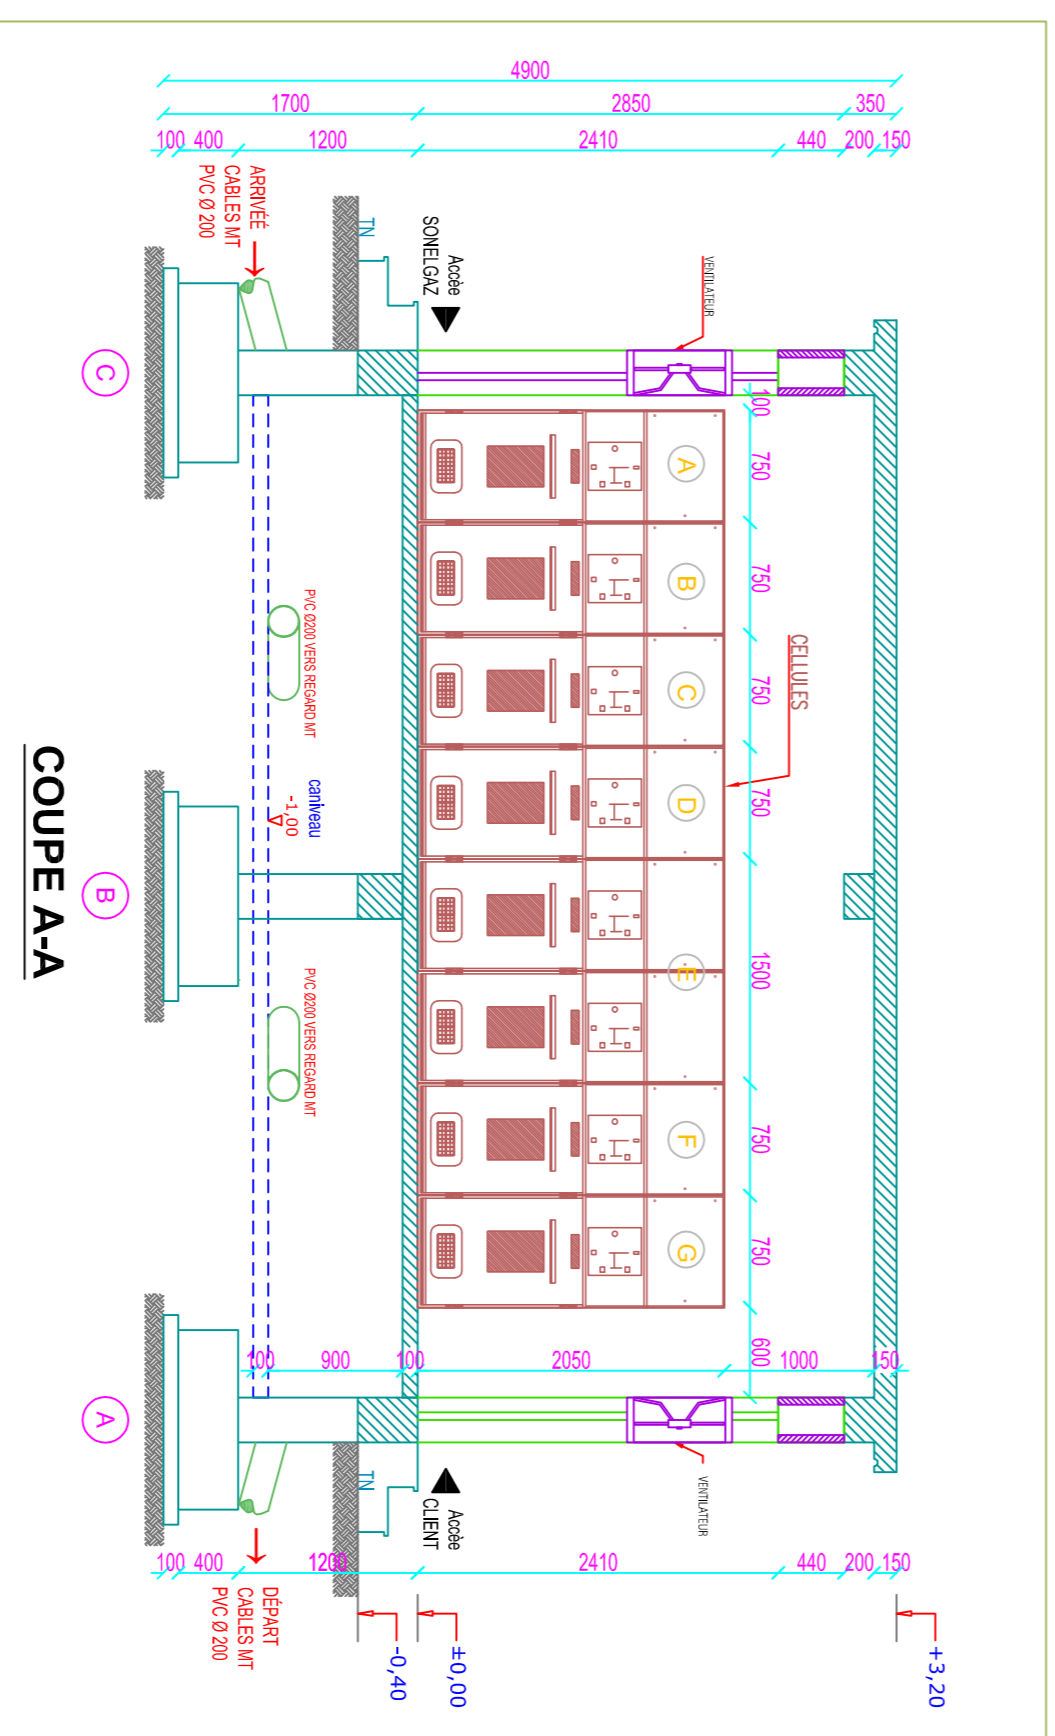 4900
1700
2850
350
100
400
1200
2410
440
200
150
ARRIVÉÉ
CABLES MT
PVC Ø 200
TN
Accèe
SONELGAZ
VENTILATEUR
C
100
750
750
750
750
1500
750
750
600
A
B
C
D
E
F
G
CELLULES
PVC Ø200 VERS REGARD MT
caniveau
-1,00
B
PVC Ø200 VERS REGARD MT
100
900
100
2050
1000
150
A
VENTILATEUR
TN
Accèe
CLIENT
100
400
1200
2410
440
200
150
DÉPART
CABLES MT
PVC Ø 200
-0,40
±0,00
+3,20
COUPE A-A